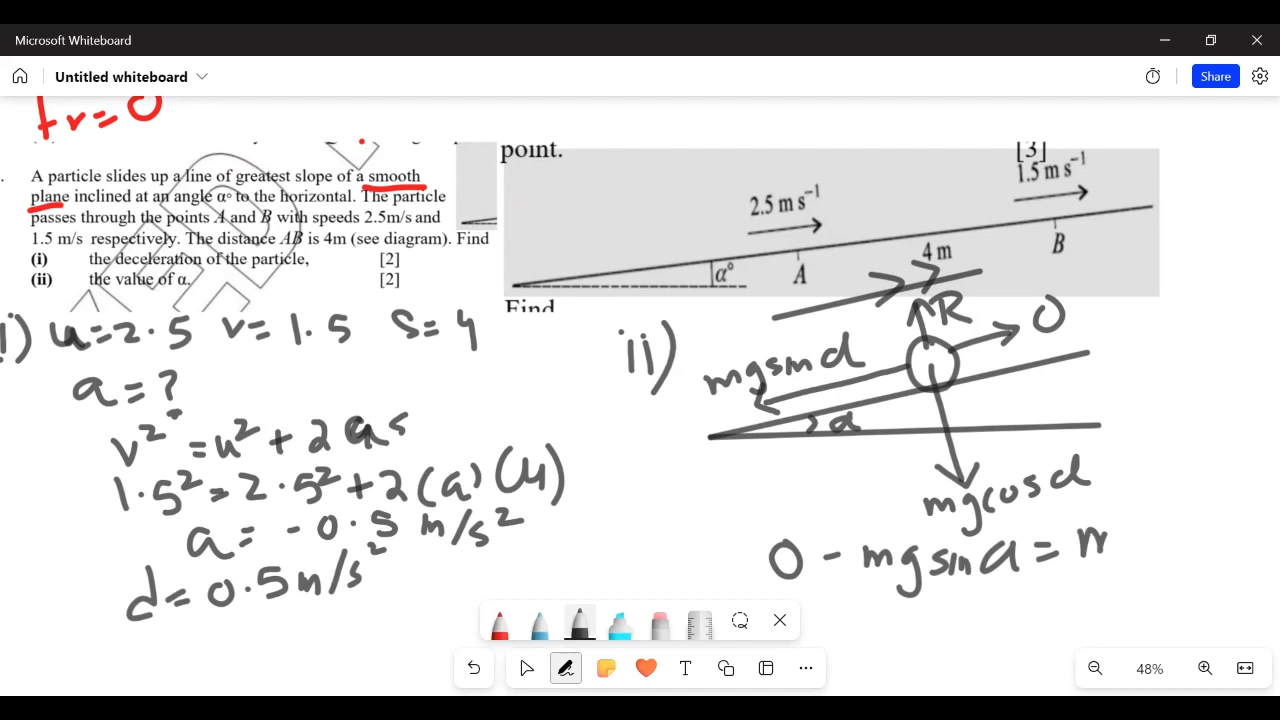 Microsoft Whiteboard
Untitled whiteboard
Share
fr=0
point.
[3]
A particle slides up a line of greatest slope of a smooth
plane inclined at an angle α° to the horizontal. The particle
passes through the points A and B with speeds 2.5m/s and
1.5 m/s respectively. The distance AB is 4m (see diagram). Find
(i) the deceleration of the particle, [2]
(ii) the value of α. [2]
2.5 m s⁻¹
1.5 m s⁻¹
α°
A
4 m
B
Find
i) u=2.5 v=1.5 s=4
a=?
v²=u²+2as
1.5²=2.5²+2(a)(4)
a=-0.5 m/s²
d=0.5m/s²
ii)
R
0
mgsinα
α
mgcosα
0-mgsinα=m
48%